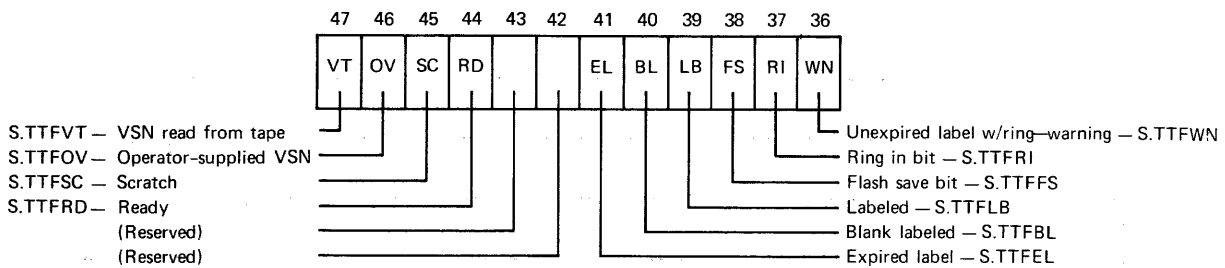 47 46 45 44 43 42 41 40 39 38 37 36
VT OV SC RD EL BL LB FS RI WN
S.TTFVT — VSN read from tape
S.TTFOV — Operator-supplied VSN
S.TTFSC — Scratch
S.TTFRD — Ready
(Reserved)
(Reserved)
Unexpired label w/ring—warning — S.TTFWN
Ring in bit — S.TTFRI
Flash save bit — S.TTFFS
Labeled — S.TTFLB
Blank labeled — S.TTFBL
Expired label — S.TTFEL